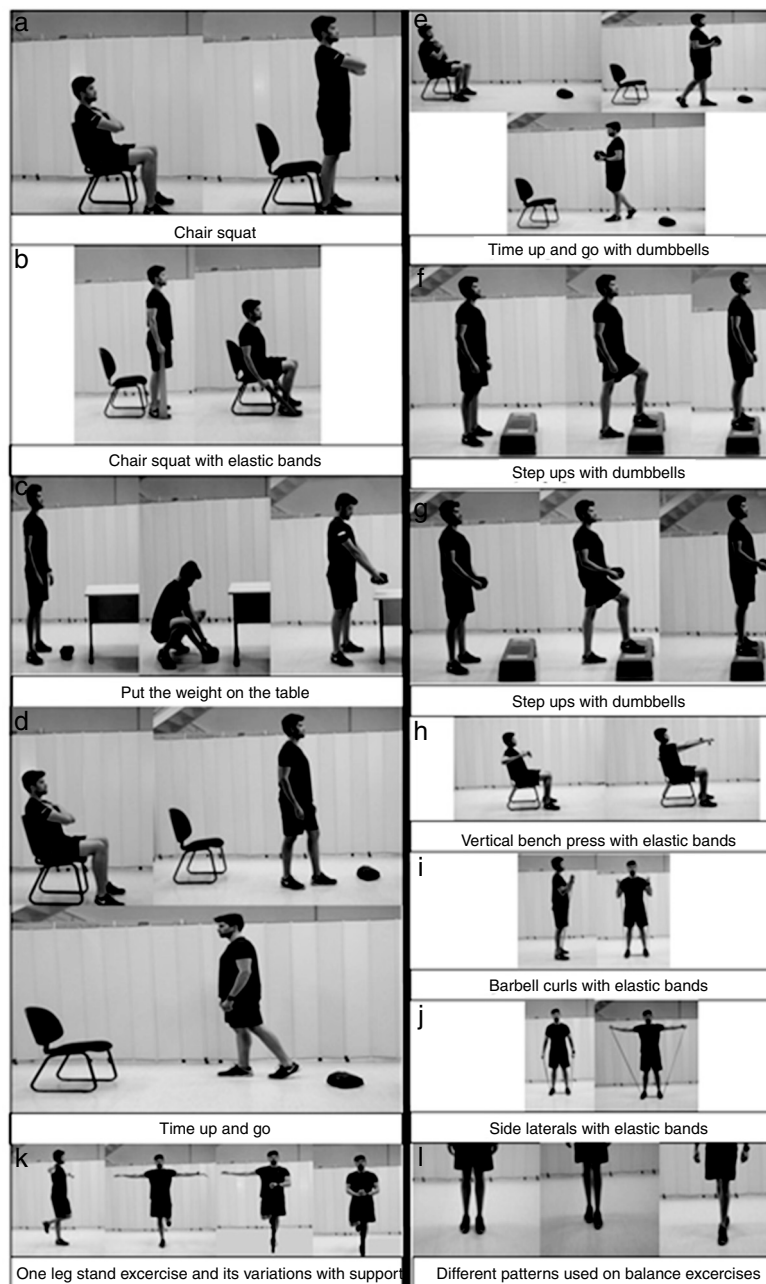 a
Chair squat
b
Chair squat with elastic bands
c
Put the weight on the table
d
Time up and go
k
One leg stand excercise and its variations with support
e
Time up and go with dumbbells
f
Step ups with dumbbells
g
Step ups with dumbbells
h
Vertical bench press with elastic bands
i
Barbell curls with elastic bands
j
Side laterals with elastic bands
l
Different patterns used on balance excercises